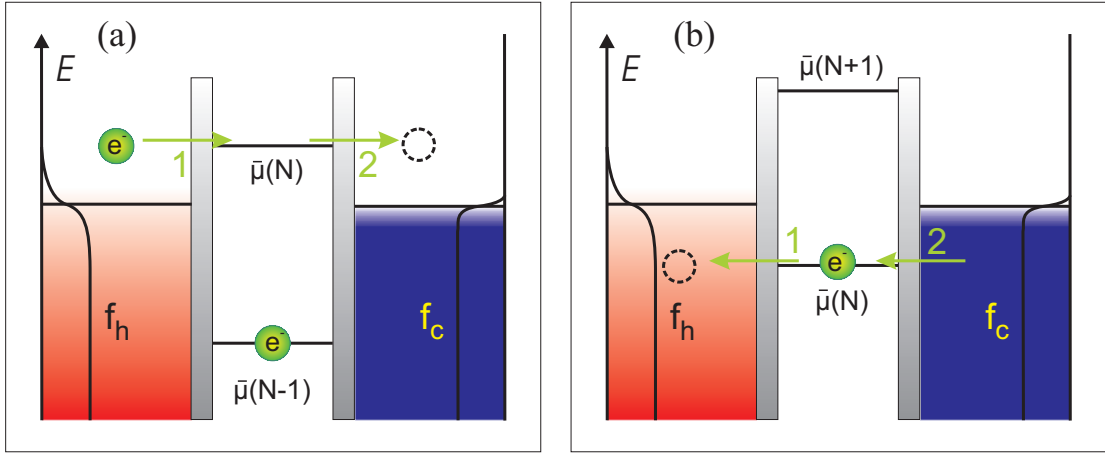 (a)
E
e⁻
1
μ̄(N)
2
f_h
e⁻
μ̄(N-1)
f_c
(b)
E
μ̄(N+1)
1
e⁻
2
μ̄(N)
f_h
f_c